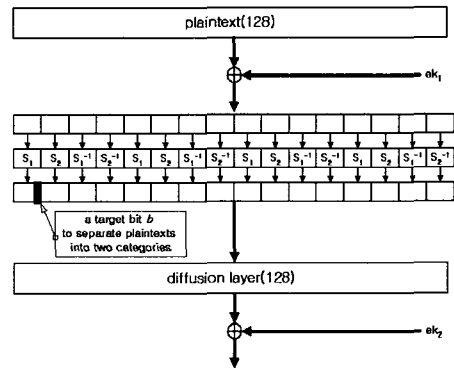 plaintext(128)
ek₁
S₁ S₂ S₁⁻¹ S₂⁻¹ S₁ S₂ S₁⁻¹ S₂⁻¹ S₁ S₂ S₁⁻¹ S₂⁻¹ S₁ S₂ S₁⁻¹ S₂⁻¹
a target bit b
to separate plaintexts
into two categories
diffusion layer(128)
ek₂